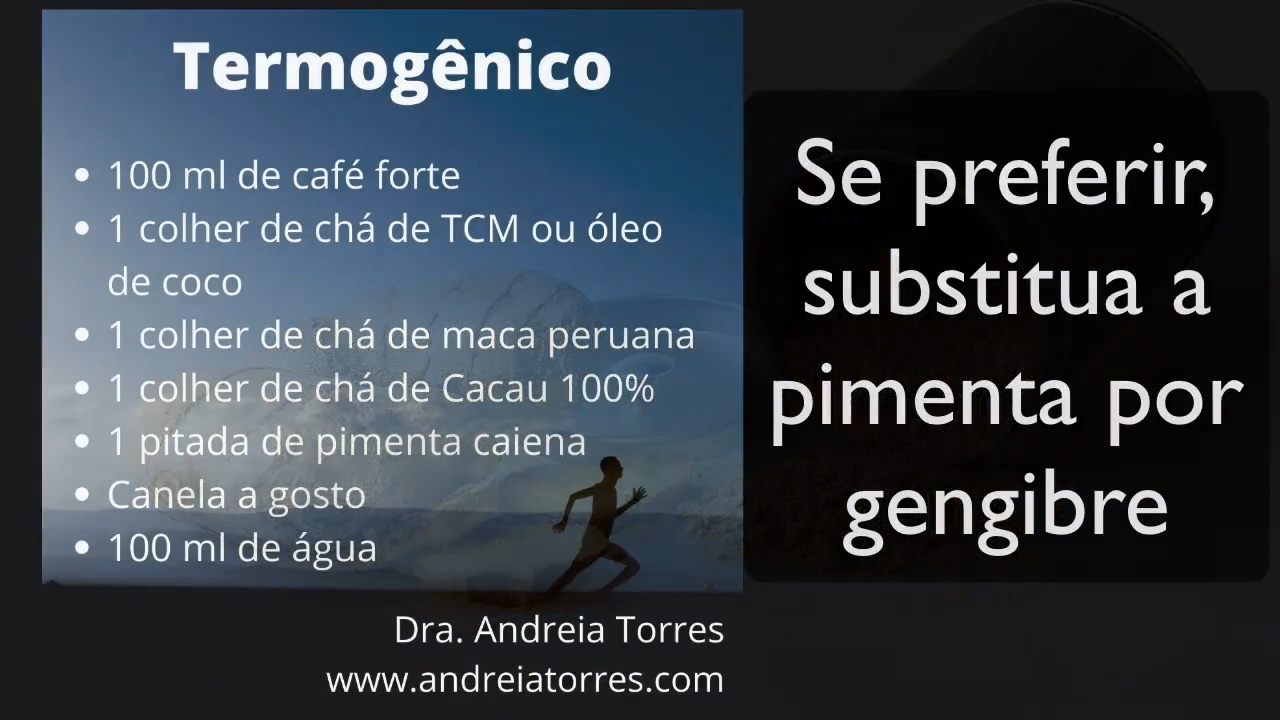 Termogênico
• 100 ml de café forte
• 1 colher de chá de TCM ou óleo
de coco
• 1 colher de chá de maca peruana
• 1 colher de chá de Cacau 100%
• 1 pitada de pimenta caiena
• Canela a gosto
• 100 ml de água
Dra. Andreia Torres
www.andreiatorres.com
Se preferir,
substitua a
pimenta por
gengibre